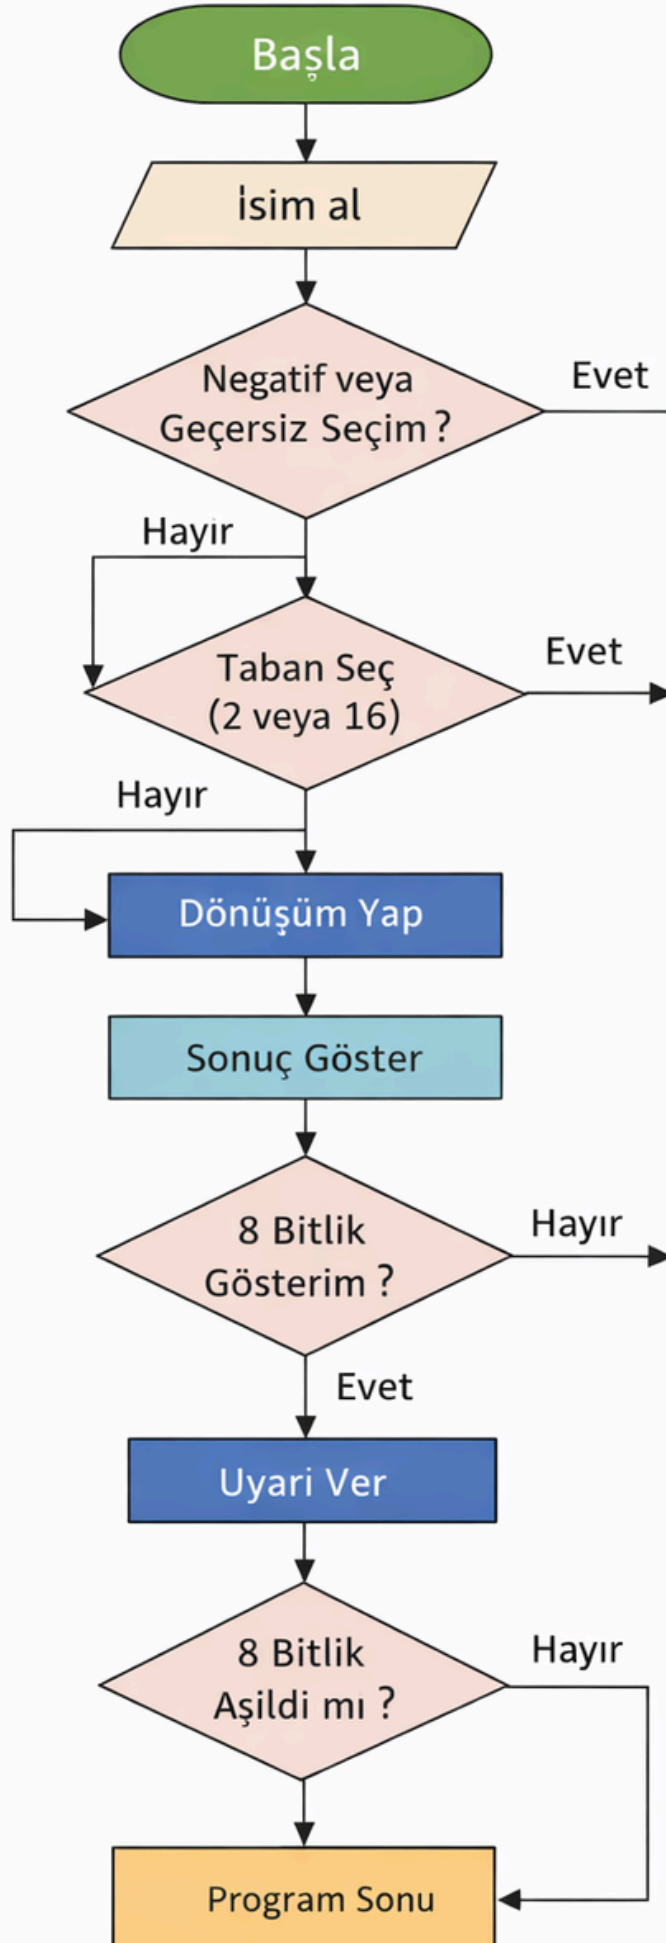 Başla
İsim al
Negatif veya
Geçersiz Seçim ?
Evet
Hayır
Taban Seç
(2 veya 16)
Evet
Hayır
Dönüşüm Yap
Sonuç Göster
8 Bitlik
Gösterim ?
Hayır
Evet
Uyari Ver
8 Bitlik
Aşildi mı ?
Hayır
Program Sonu